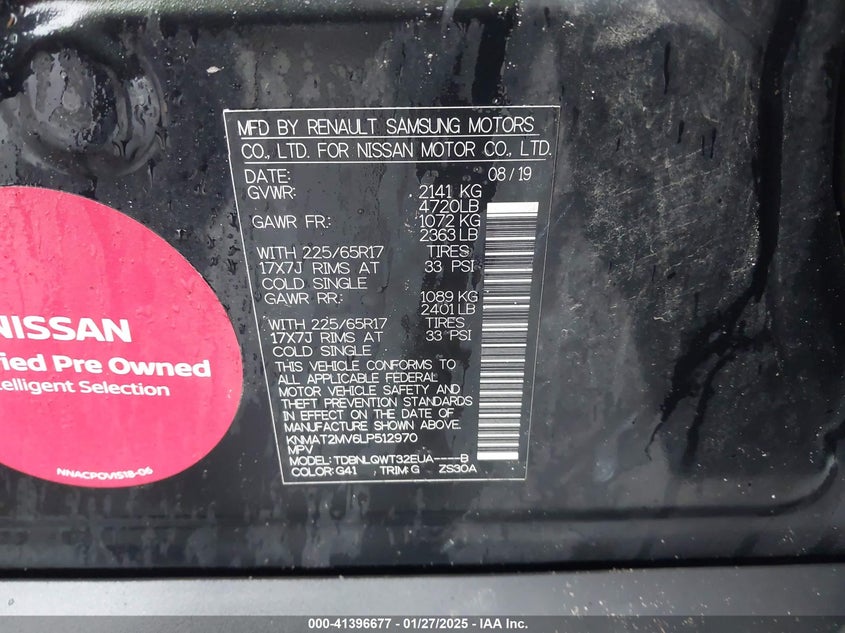 MFD BY RENAULT SAMSUNG MOTORS
CO., LTD. FOR NISSAN MOTOR CO., LTD.
DATE: 08/19
GVWR: 2141 KG
4720LB
GAWR FR: 1072 KG
2363 LB
WITH 225/65R17 TIRES
17X7J RIMS AT 33 PSI
COLD SINGLE
GAWR RR: 1089 KG
2401 LB
WITH 225/65R17 TIRES
17X7J RIMS AT 33 PSI
COLD SINGLE
THIS VEHICLE CONFORMS TO
ALL APPLICABLE FEDERAL
MOTOR VEHICLE SAFETY AND
THEFT PREVENTION STANDARDS
IN EFFECT ON THE DATE OF
MANUFACTURE SHOWN ABOVE.
KNMAT2MV6LP512970
MPV
MODEL: TDBNLQWT32EUA----B
COLOR: G41 , TRIM: G ZS30A
NISSAN
fied Pre Owned
elligent Selection
NNACPOVIS18-06
000-41396677 - 01/27/2025 - IAA Inc.